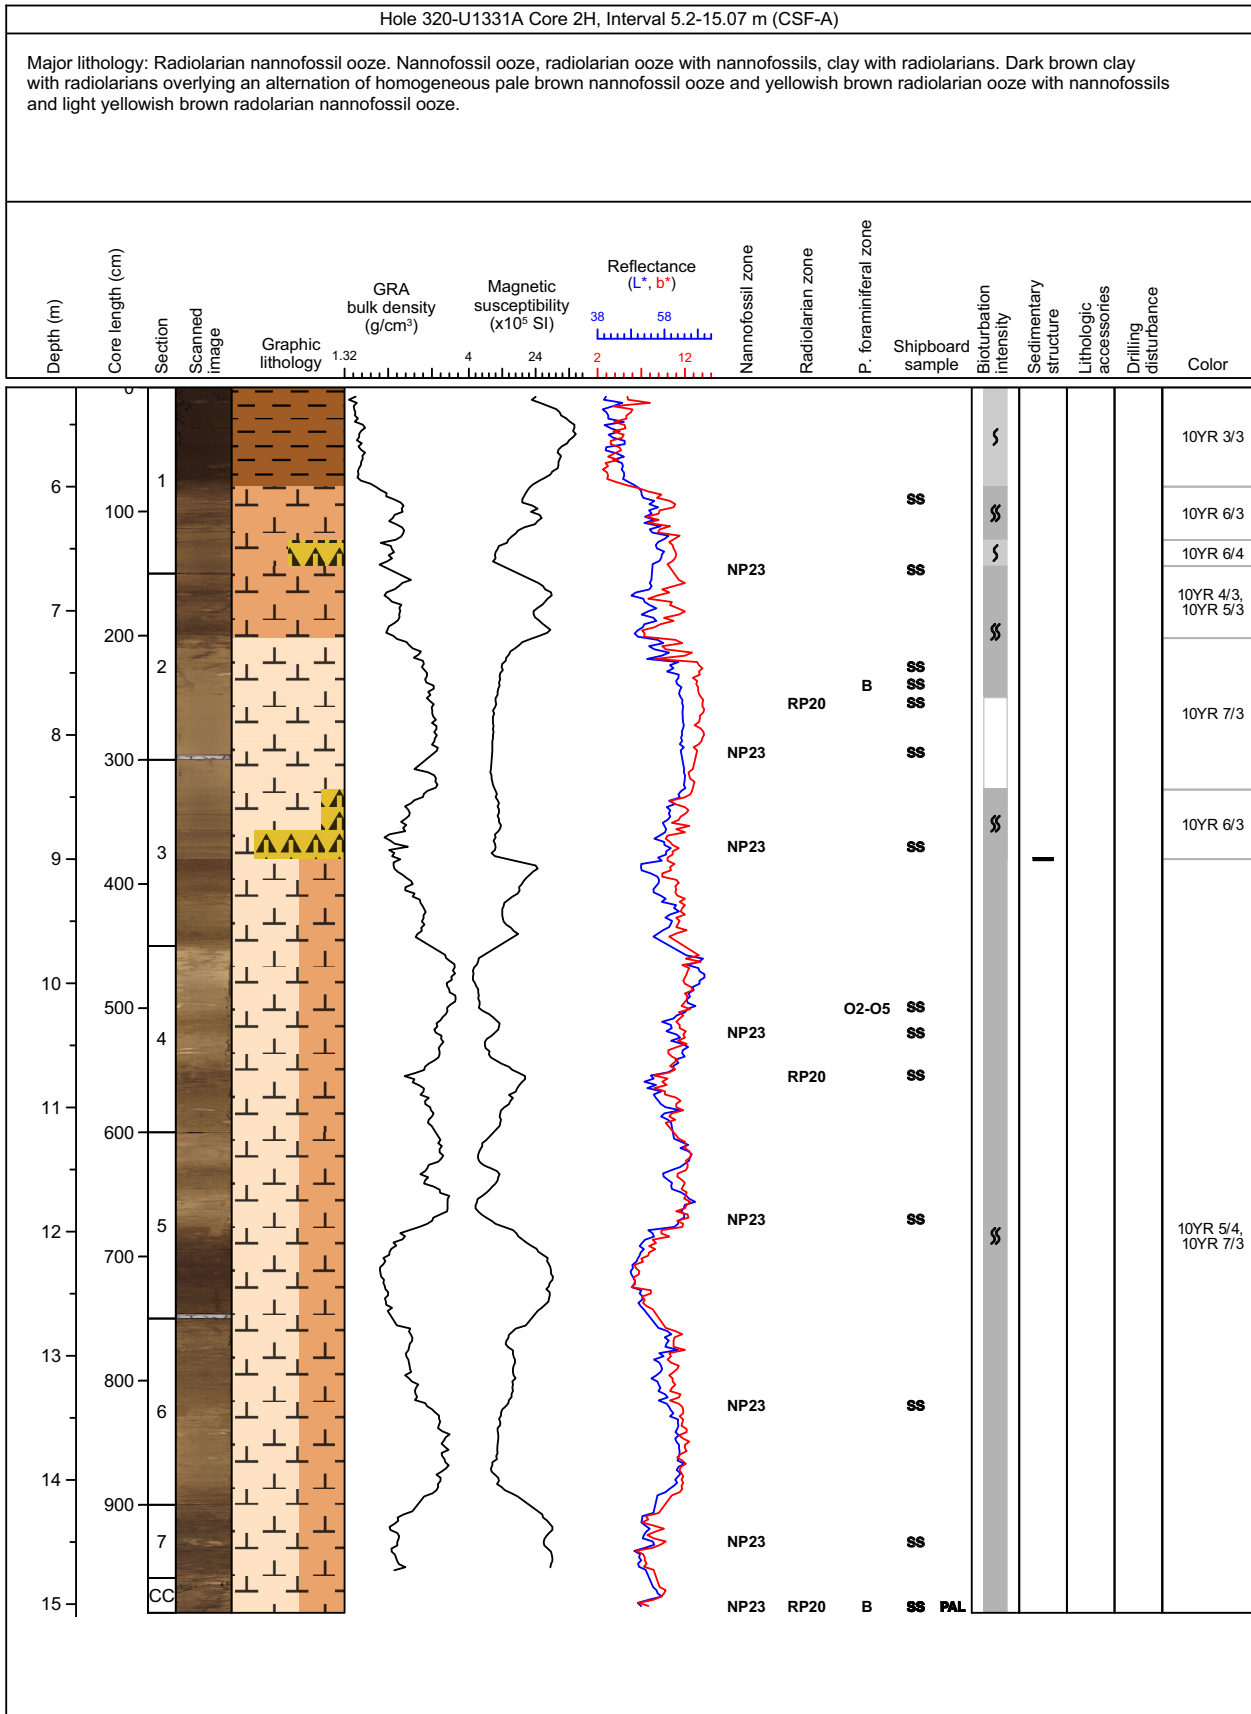 Hole 320-U1331A Core 2H, Interval 5.2-15.07 m (CSF-A)
Major lithology: Radiolarian nannofossil ooze. Nannofossil ooze, radiolarian ooze with nannofossils, clay with radiolarians. Dark brown clay
with radiolarians overlying an alternation of homogeneous pale brown nannofossil ooze and yellowish brown radiolarian ooze with nannofossils
and light yellowish brown radolarian nannofossil ooze.
Depth (m)
Core length (cm)
Section
Scanned
image
Graphic
lithology
GRA
bulk density
(g/cm³)
1.32
Magnetic
susceptibility
(x10⁵ SI)
4 24
Reflectance
(L*, b*)
38 58
2 12
Nannofossil zone
Radiolarian zone
P. foraminiferal zone
Shipboard
sample
Bioturbation
intensity
Sedimentary
structure
Lithologic
accessories
Drilling
disturbance
Color
0
10YR 3/3
1
6
SS
100
10YR 6/3
10YR 6/4
NP23 SS
10YR 4/3,
10YR 5/3
7
200
2
SS
B SS
RP20 SS
10YR 7/3
8
NP23 SS
300
10YR 6/3
NP23 SS
3
9
400
10
500
O2-O5 SS
NP23 SS
4
RP20 SS
11
600
NP23 SS
5
12
10YR 5/4,
10YR 7/3
700
13
800
NP23 SS
6
14
900
NP23 SS
7
CC
15
NP23 RP20 B SS PAL